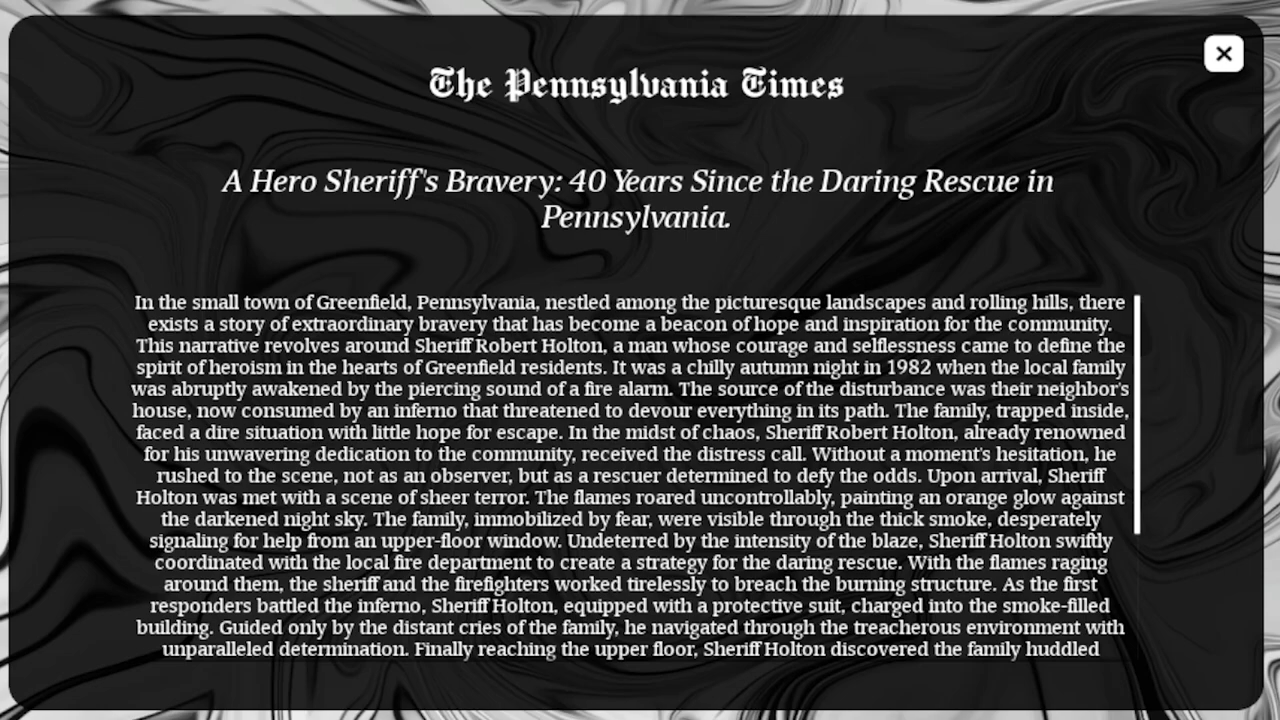 The Pennsylvania Times
A Hero Sheriff's Bravery: 40 Years Since the Daring Rescue in
Pennsylvania.
In the small town of Greenfield, Pennsylvania, nestled among the picturesque landscapes and rolling hills, there
exists a story of extraordinary bravery that has become a beacon of hope and inspiration for the community.
This narrative revolves around Sheriff Robert Holton, a man whose courage and selflessness came to define the
spirit of heroism in the hearts of Greenfield residents. It was a chilly autumn night in 1982 when the local family
was abruptly awakened by the piercing sound of a fire alarm. The source of the disturbance was their neighbor's
house, now consumed by an inferno that threatened to devour everything in its path. The family, trapped inside,
faced a dire situation with little hope for escape. In the midst of chaos, Sheriff Robert Holton, already renowned
for his unwavering dedication to the community, received the distress call. Without a moment's hesitation, he
rushed to the scene, not as an observer, but as a rescuer determined to defy the odds. Upon arrival, Sheriff
Holton was met with a scene of sheer terror. The flames roared uncontrollably, painting an orange glow against
the darkened night sky. The family, immobilized by fear, were visible through the thick smoke, desperately
signaling for help from an upper-floor window. Undeterred by the intensity of the blaze, Sheriff Holton swiftly
coordinated with the local fire department to create a strategy for the daring rescue. With the flames raging
around them, the sheriff and the firefighters worked tirelessly to breach the burning structure. As the first
responders battled the inferno, Sheriff Holton, equipped with a protective suit, charged into the smoke-filled
building. Guided only by the distant cries of the family, he navigated through the treacherous environment with
unparalleled determination. Finally reaching the upper floor, Sheriff Holton discovered the family huddled